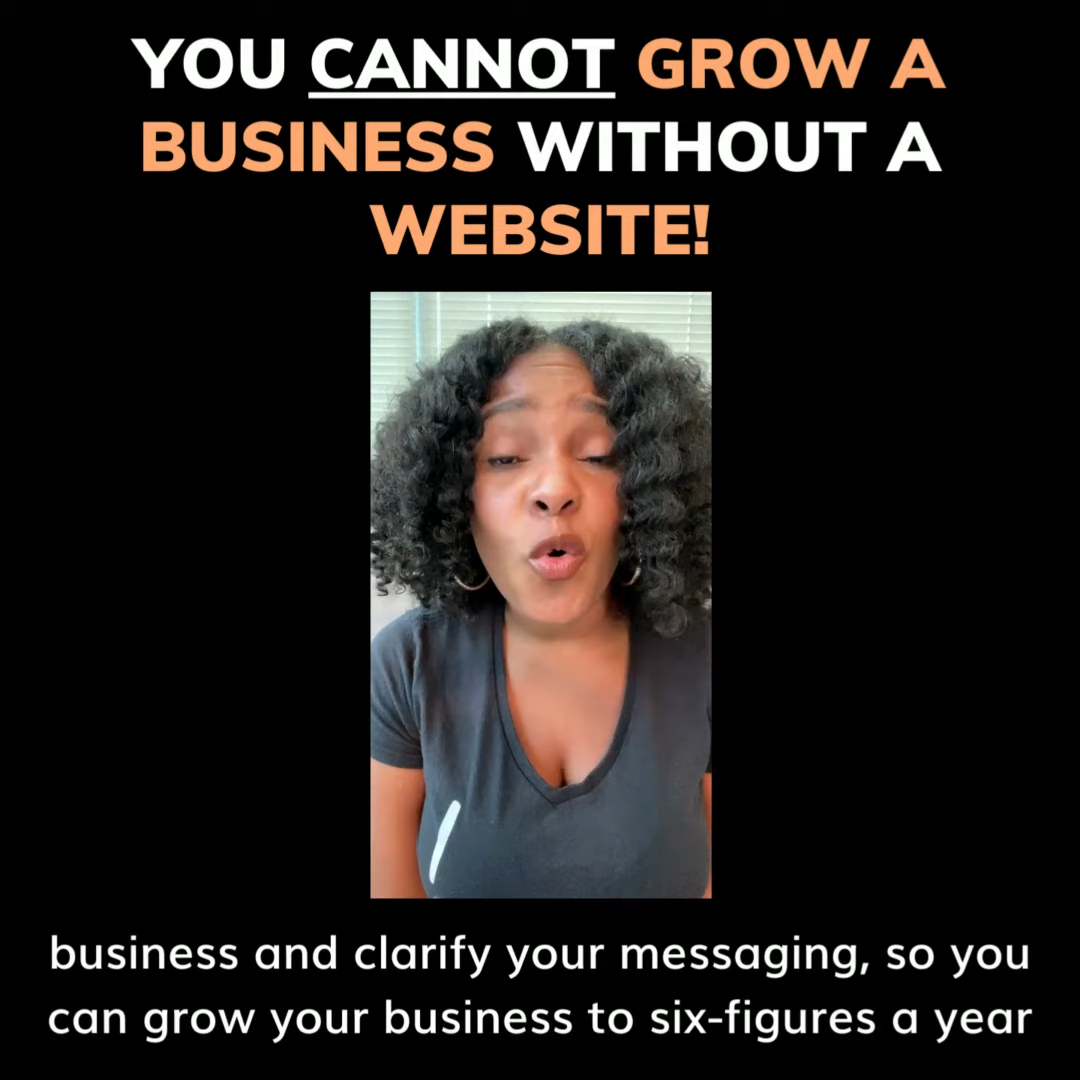 YOU CANNOT GROW A
BUSINESS WITHOUT A
WEBSITE!
business and clarify your messaging, so you
can grow your business to six-figures a year